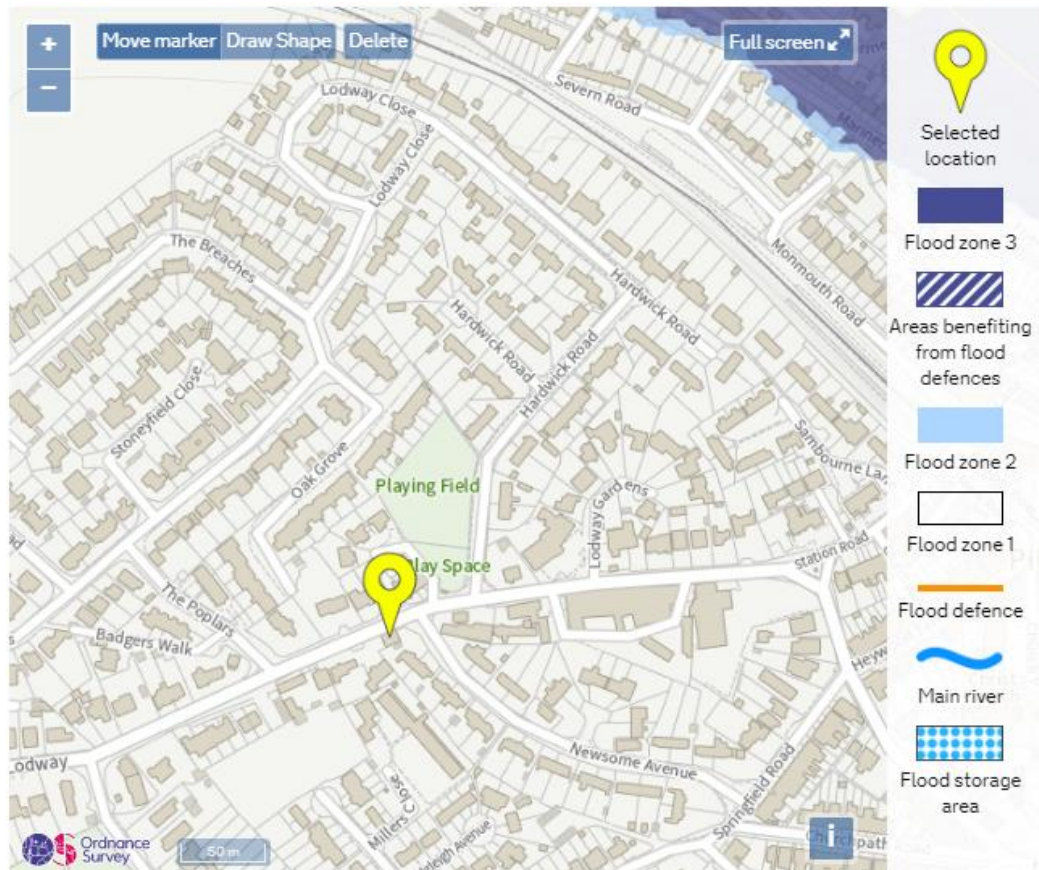 +
−
Move marker
Draw Shape
Delete
Full screen
Severn Road
Lodway Close
Lodway Close
The Breaches
Monmouth Road
Hardwick Road
Hardwick Road
Hardwick Road
Stoneyfield Close
Oak Grove
Playing Field
Sambourne
Lodway Gardens
Station Road
Play Space
The Poplars
Badgers Walk
Newsome Avenue
Springfield Road
Lodway
Millers Close
Avenue
Churchpath
50 m
i
Ordnance
Survey
Selected
location
Flood zone 3
Areas benefiting
from flood
defences
Flood zone 2
Flood zone 1
Flood defence
Main river
Flood storage
area